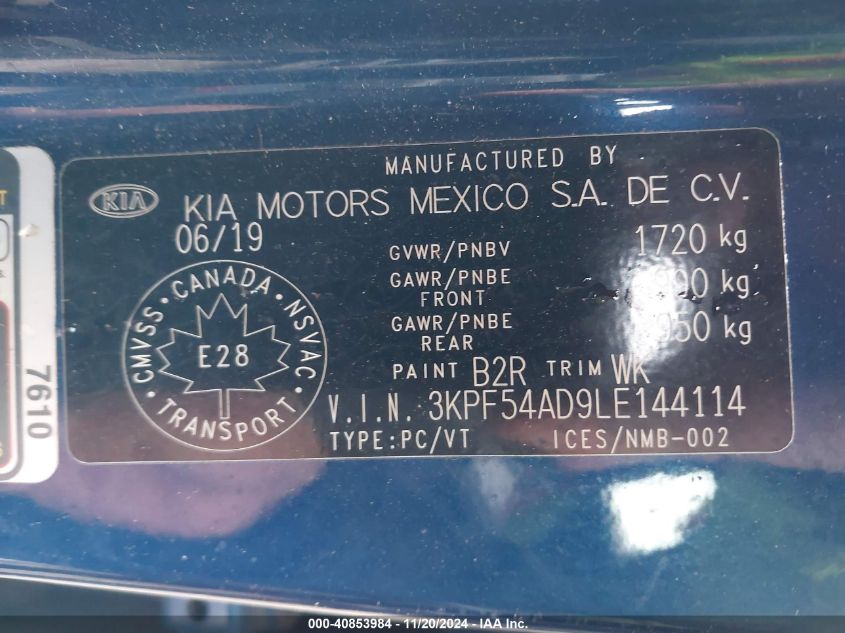 MANUFACTURED BY
KIA
KIA MOTORS MEXICO S.A. DE C.V.
06/19
GVWR/PNBV 1720 kg
GAWR/PNBE FRONT kg
GAWR/PNBE REAR kg
PAINT B2R TRIM WK
V.I.N. 3KPF54AD9LE144114
TYPE:PC/VT ICES/NMB-002
CMVSS · CANADA · NSVAC
E28
· TRANSPORT ·
7610
000-40853984 - 11/20/2024 - IAA Inc.